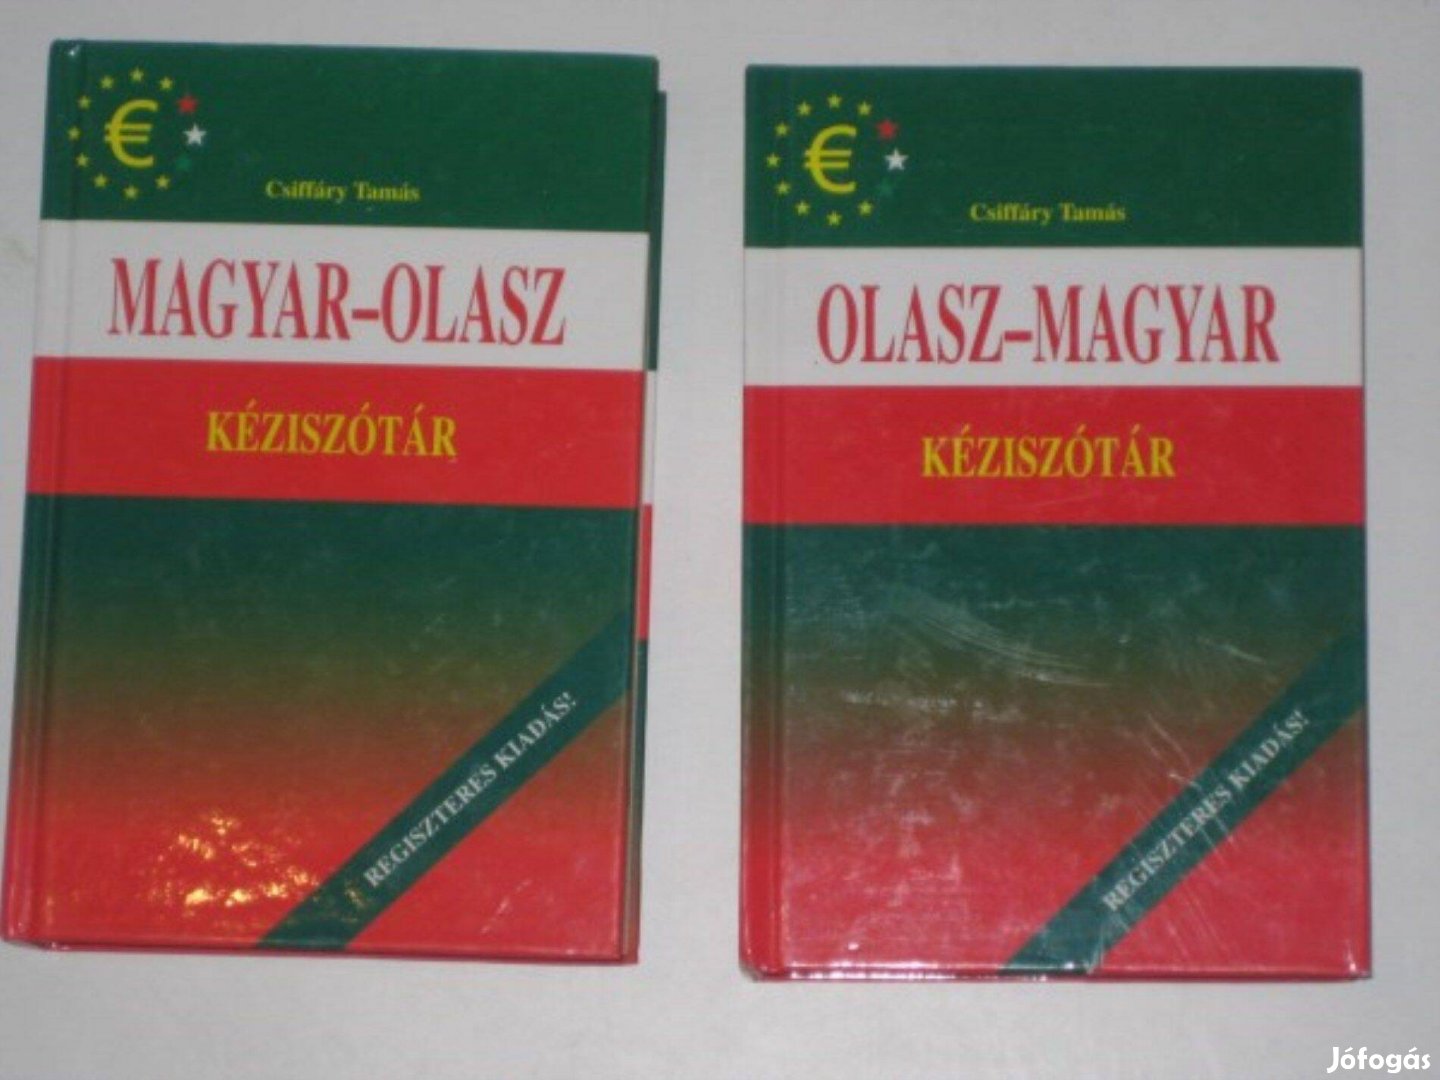 €
Csiffáry Tamás
MAGYAR–OLASZ
KÉZISZÓTÁR
REGISZTERES KIADÁS!
€
Csiffáry Tamás
OLASZ–MAGYAR
KÉZISZÓTÁR
REGISZTERES KIADÁS!
Jófogás